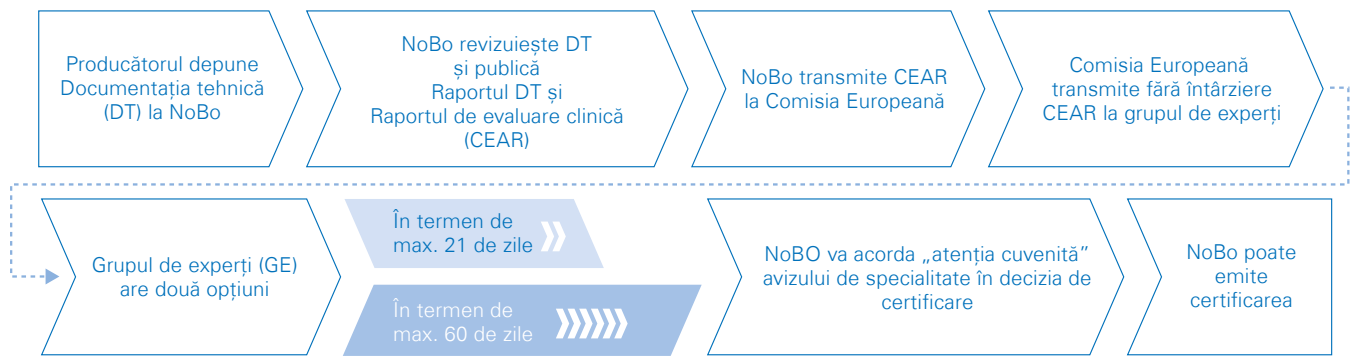 Producătorul depune
Documentația tehnică
(DT) la NoBo
NoBo revizuiește DT
și publică
Raportul DT și
Raportul de evaluare clinică
(CEAR)
NoBo transmite CEAR
la Comisia Europeană
Comisia Europeană
transmite fără întârziere
CEAR la grupul de experți
Grupul de experți (GE)
are două opțiuni
În termen de
max. 21 de zile
În termen de
max. 60 de zile
NoBO va acorda „atenția cuvenită”
avizului de specialitate în decizia de
certificare
NoBo poate
emite
certificarea